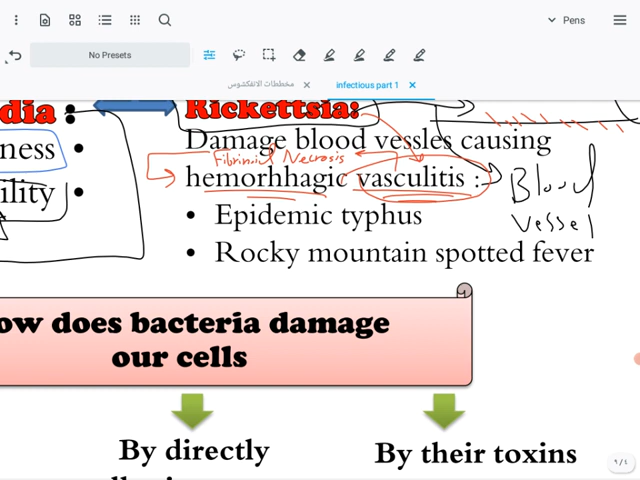 Pens
No Presets
مخططات الانفكشوس
infectious part 1
dia:
Rickettsia:
ness
Damage blood vessles causing
Fibrinoid Necrosis
hemorhhagic vasculitis :
Blood
vessel
ility
Epidemic typhus
Rocky mountain spotted fever
ow does bacteria damage
our cells
By directly
By their toxins